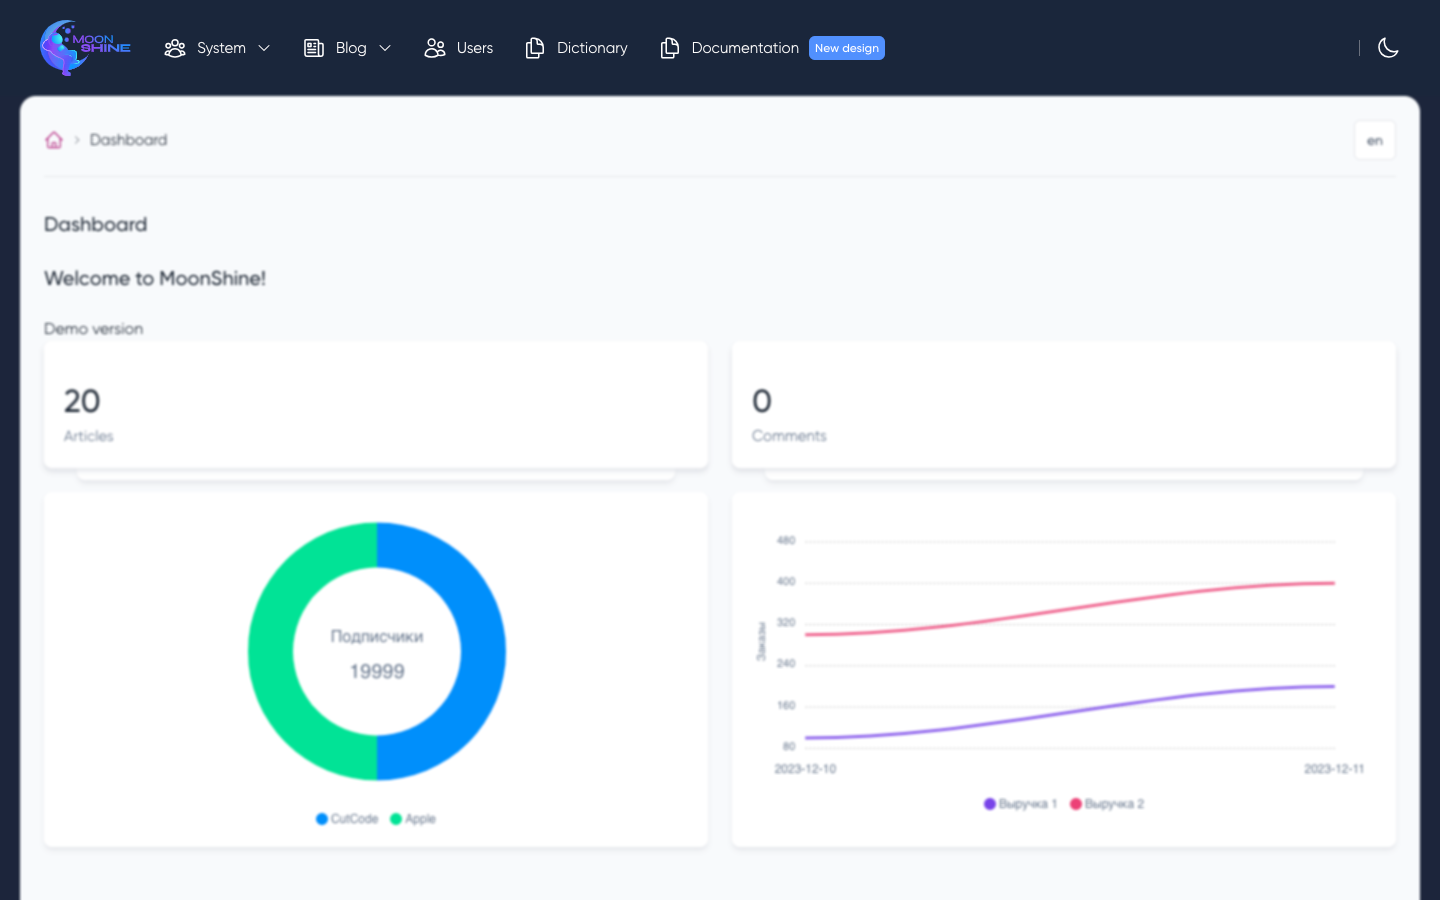 MOON
SHINE
System
Blog
Users
Dictionary
Documentation
New design
Dashboard
en
Dashboard
Welcome to MoonShine!
Demo version
20
Articles
0
Comments
Подписчики
19999
CutCode
Apple
480
400
320
240
160
80
Заказы
2023-12-10
2023-12-11
Выручка 1
Выручка 2